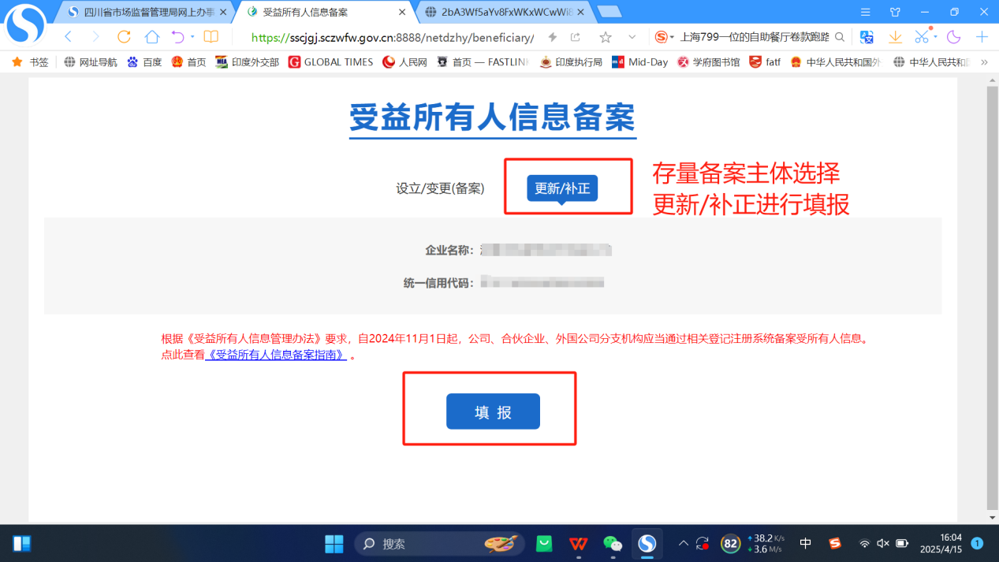 四川省市场监督管理局网上办事
受益所有人信息备案
2bA3Wf5aYv8FxWKxWCwWi8
https://sscjgj.sczwfw.gov.cn:8888/netdzhy/beneficiary/
上海799一位的自助餐厅卷款跑路
书签
网址导航
百度
首页
印度外交部
GLOBAL TIMES
人民网
首页 — FASTLIN
印度执行局
Mid-Day
学府图书馆
fatf
中华人民共和国外
中华人民共和国
受益所有人信息备案
设立/变更(备案)
更新/补正
存量备案主体选择
更新/补正进行填报
企业名称：
统一信用代码：
根据《受益所有人信息管理办法》要求，自2024年11月1日起，公司、合伙企业、外国公司分支机构应当通过相关登记注册系统备案受所有人信息。
点此查看《受益所有人信息备案指南》 。
填 报
搜索
82
38.2 K/s
3.6 M/s
中
16:04
2025/4/15
1